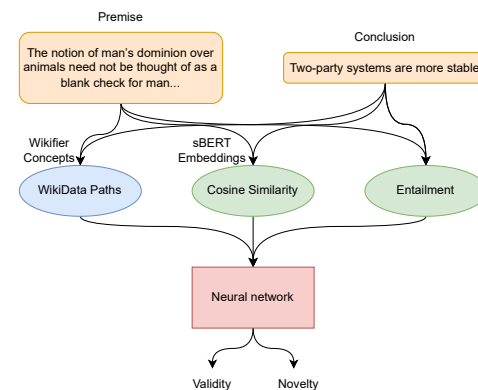 Premise
The notion of man's dominion over
animals need not be thought of as a
blank check for man...
Conclusion
Two-party systems are more stable
Wikifier
Concepts
sBERT
Embeddings
WikiData Paths
Cosine Similarity
Entailment
Neural network
Validity
Novelty